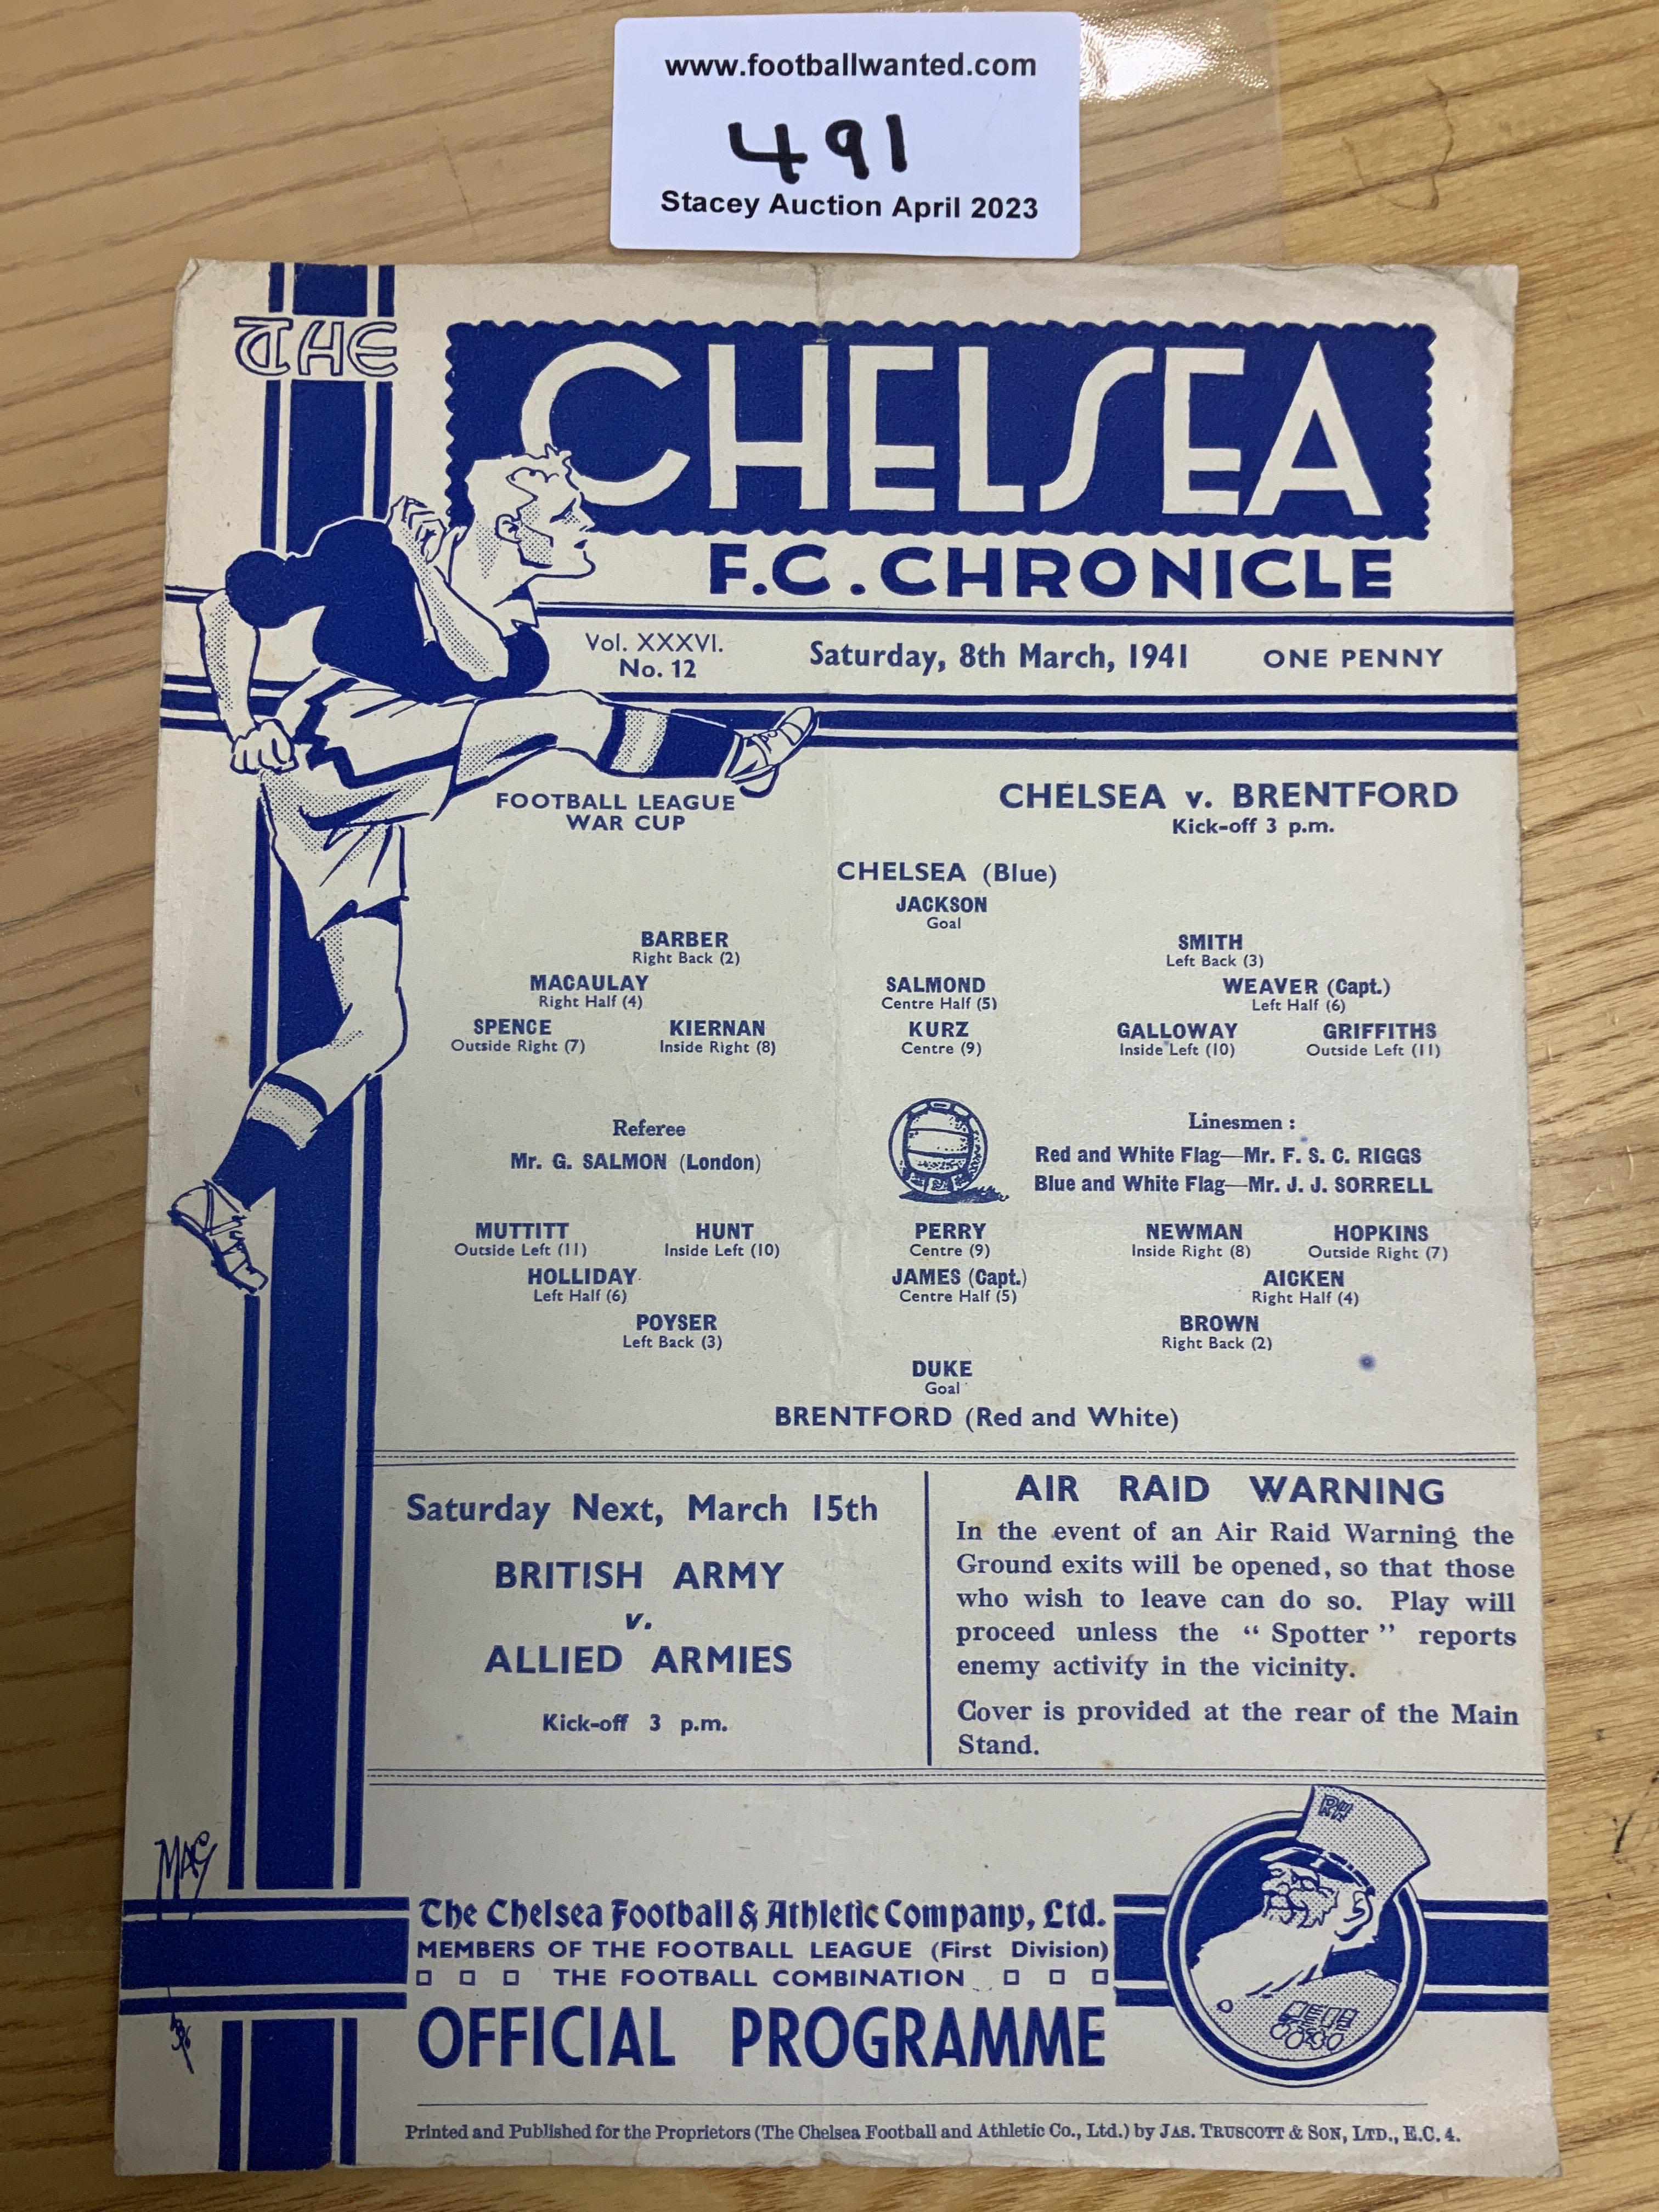 www.footballwanted.com
491
Stacey Auction April 2023
THE
CHELSEA
F.C. CHRONICLE
Vol. XXXVI.
No. 12
Saturday, 8th March, 1941
ONE PENNY
FOOTBALL LEAGUE
WAR CUP
CHELSEA v. BRENTFORD
Kick-off 3 p.m.
CHELSEA (Blue)
JACKSON
Goal
BARBER SMITH
Right Back (2) Left Back (3)
MACAULAY SALMOND WEAVER (Capt.)
Right Half (4) Centre Half (5) Left Half (6)
SPENCE KIERNAN KURZ GALLOWAY GRIFFITHS
Outside Right (7) Inside Right (8) Centre (9) Inside Left (10) Outside Left (11)
Referee
Mr. G. SALMON (London)
Linesmen :
Red and White Flag—Mr. F. S. C. RIGGS
Blue and White Flag—Mr. J. J. SORRELL
MUTTITT HUNT PERRY NEWMAN HOPKINS
Outside Left (11) Inside Left (10) Centre (9) Inside Right (8) Outside Right (7)
HOLLIDAY JAMES (Capt.) AICKEN
Left Half (6) Centre Half (5) Right Half (4)
POYSER BROWN
Left Back (3) Right Back (2)
DUKE
Goal
BRENTFORD (Red and White)
Saturday Next, March 15th
BRITISH ARMY
v.
ALLIED ARMIES
Kick-off 3 p.m.
AIR RAID WARNING
In the event of an Air Raid Warning the
Ground exits will be opened, so that those
who wish to leave can do so. Play will
proceed unless the “ Spotter ” reports
enemy activity in the vicinity.
Cover is provided at the rear of the Main
Stand.
MAC
The Chelsea Football & Athletic Company, Ltd.
MEMBERS OF THE FOOTBALL LEAGUE (First Division)
THE FOOTBALL COMBINATION
OFFICIAL PROGRAMME
Printed and Published for the Proprietors (The Chelsea Football and Athletic Co., Ltd.) by JAS. TRUSCOTT & SON, LTD., E.C. 4.